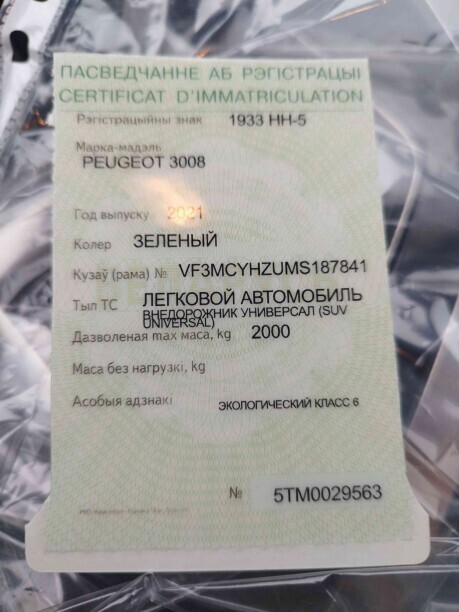 ПАСВЕДЧАННЕ АБ РЭГІСТРАЦЫІ
CERTIFICAT D'IMMATRICULATION
Рэгістрацыйны знак 1933 HH-5
Марка-мадэль
PEUGEOT 3008
Год выпуску 2021
Колер ЗЕЛЕНЫЙ
Кузаў (рама) № VF3MCYHZUMS187841
Тып ТС ЛЕГКОВОЙ АВТОМОБИЛЬ
ВНЕДОРОЖНИК УНИВЕРСАЛ (SUV
UNIVERSAL)
Дазволеная max маса, kg 2000
Маса без нагрузкі, kg
Асобыя адзнакі ЭКОЛОГИЧЕСКИЙ КЛАСС 6
№ 5TM0029563